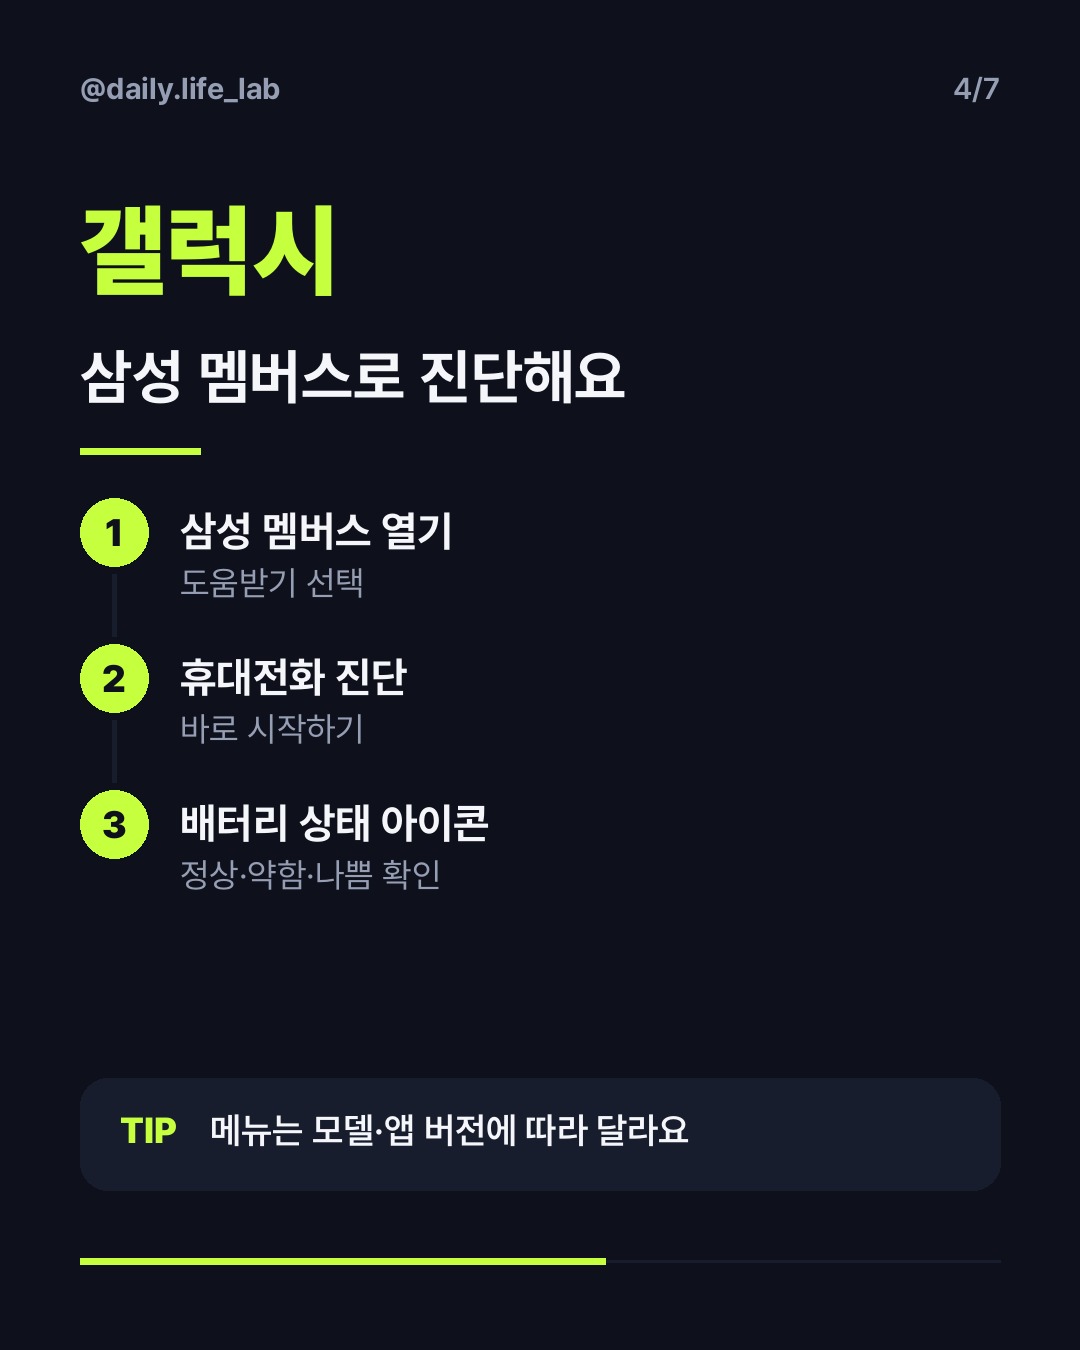 @daily.life_lab
4/7
갤럭시
삼성 멤버스로 진단해요
1 삼성 멤버스 열기
도움받기 선택
2 휴대전화 진단
바로 시작하기
3 배터리 상태 아이콘
정상·약함·나쁨 확인
TIP 메뉴는 모델·앱 버전에 따라 달라요